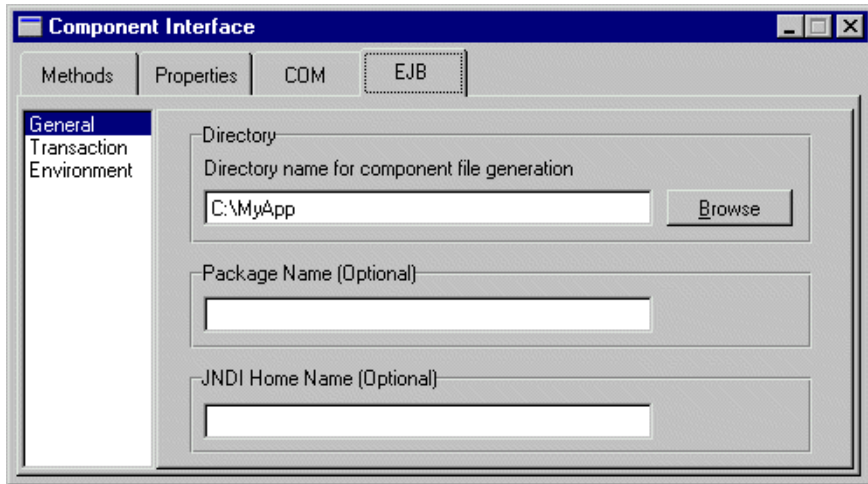 Component Interface
Methods Properties COM EJB
General
Transaction
Environment
Directory
Directory name for component file generation
C:\MyApp Browse
Package Name (Optional)
JNDI Home Name (Optional)